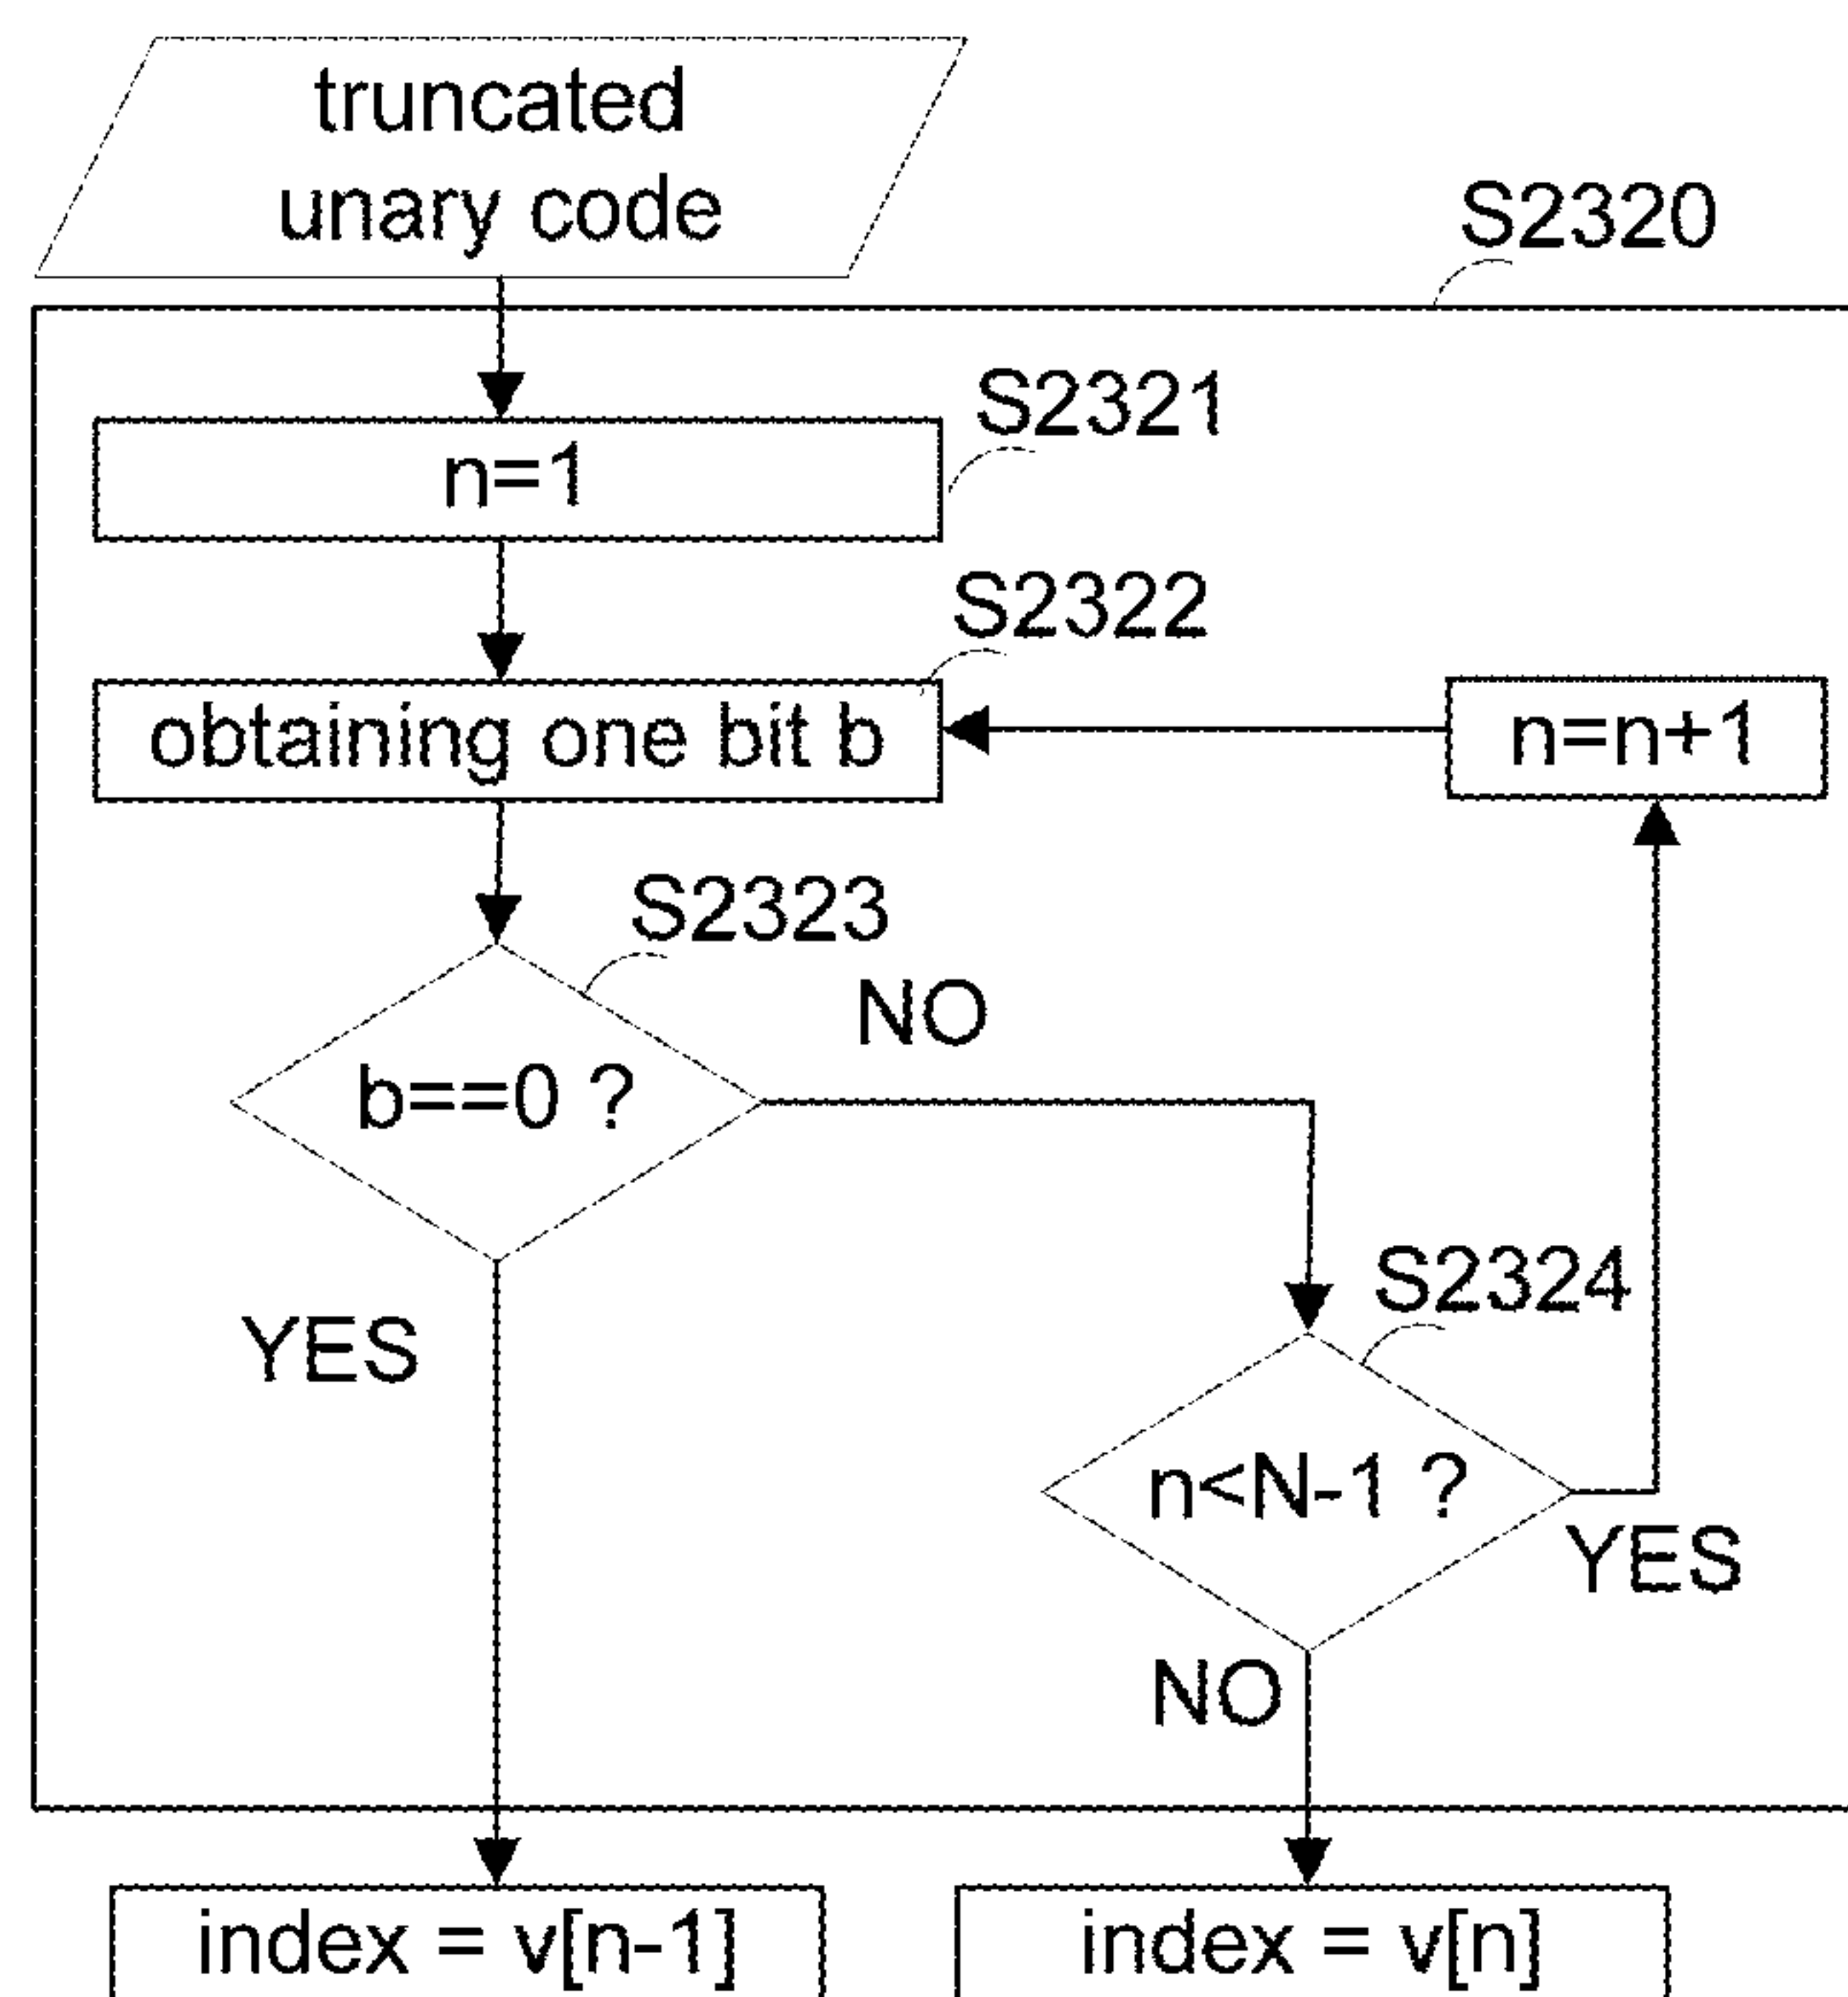 truncated
unary code
S2320
S2321
n=1
S2322
obtaining one bit b
n=n+1
S2323
NO
b==0 ?
S2324
YES
n<N-1 ?
YES
NO
index = v[n-1]
index = v[n]